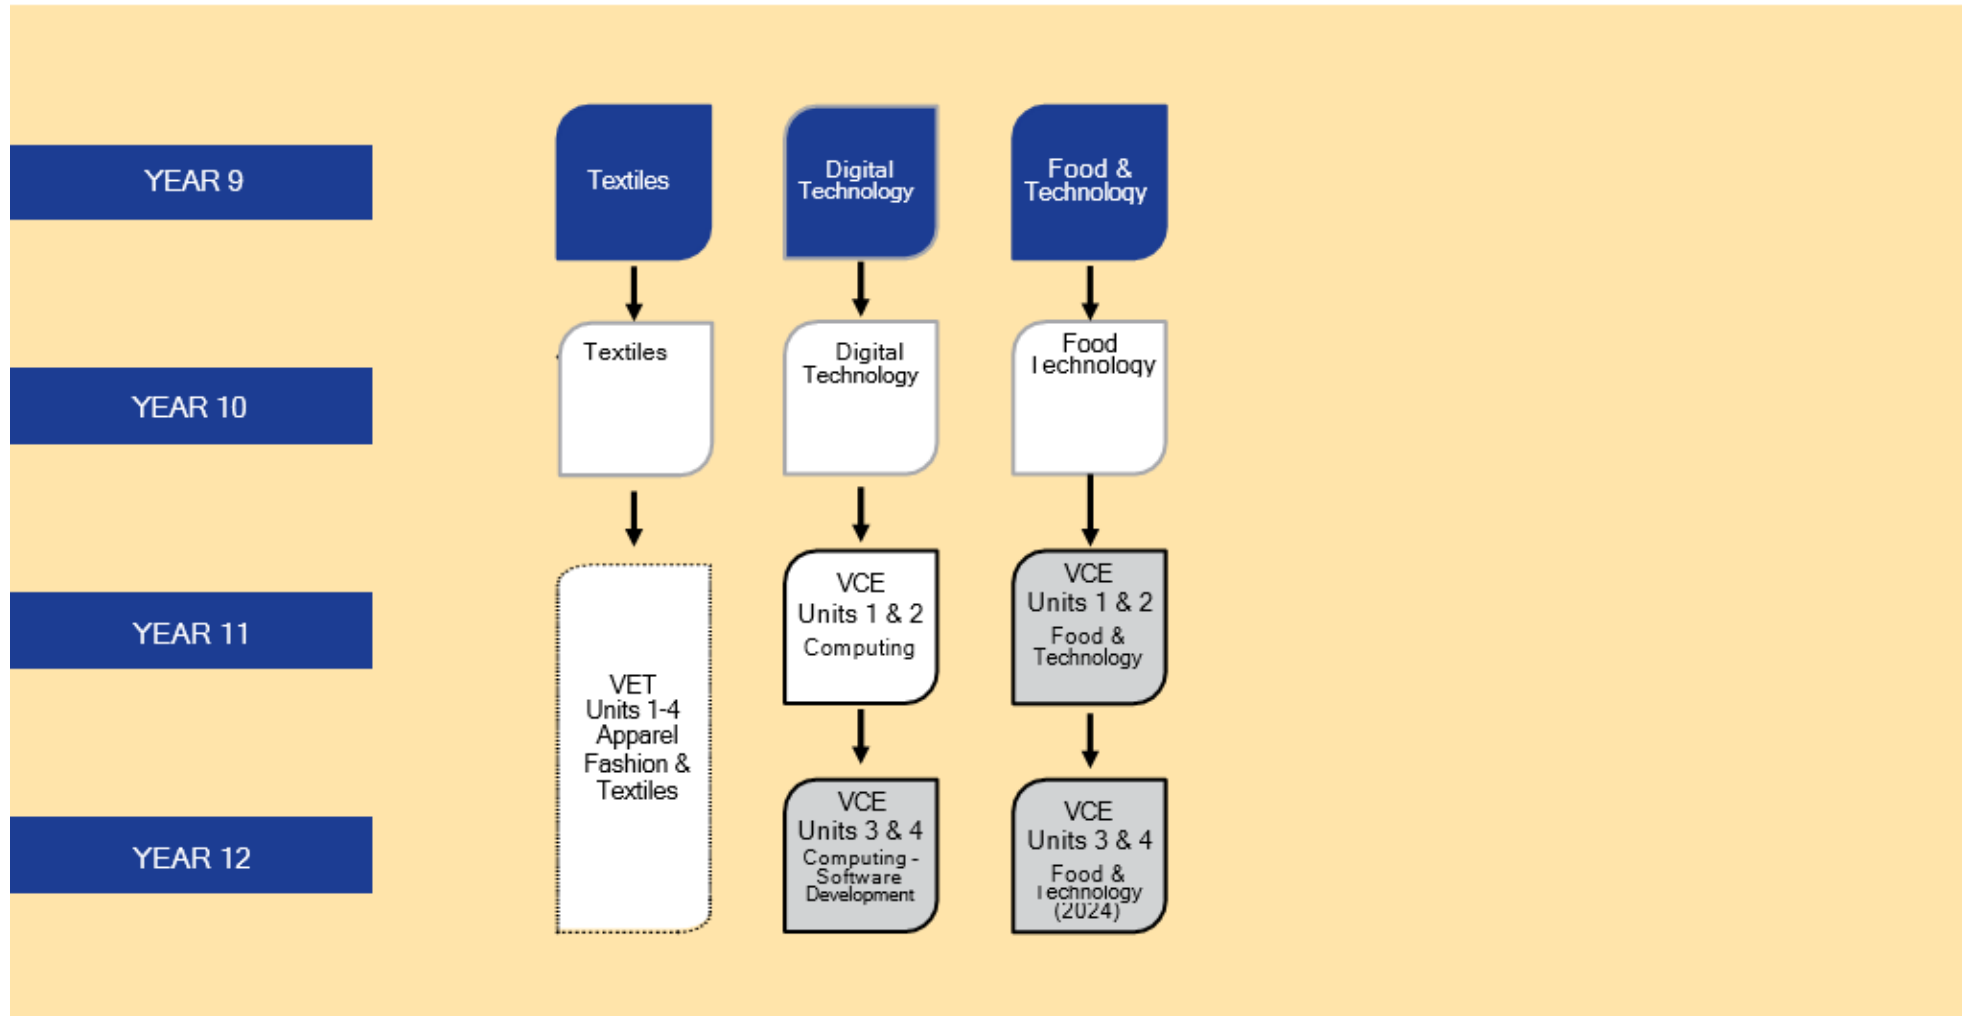 YEAR 9
Textiles
Digital
Technology
Food &
Technology
YEAR 10
Textiles
Digital
Technology
Food
Technology
YEAR 11
VET
Units 1-4
Apparel
Fashion &
Textiles
VCE
Units 1 & 2
Computing
VCE
Units 1 & 2
Food &
Technology
YEAR 12
VCE
Units 3 & 4
Computing -
Software
Development
VCE
Units 3 & 4
Food &
Technology
(2024)